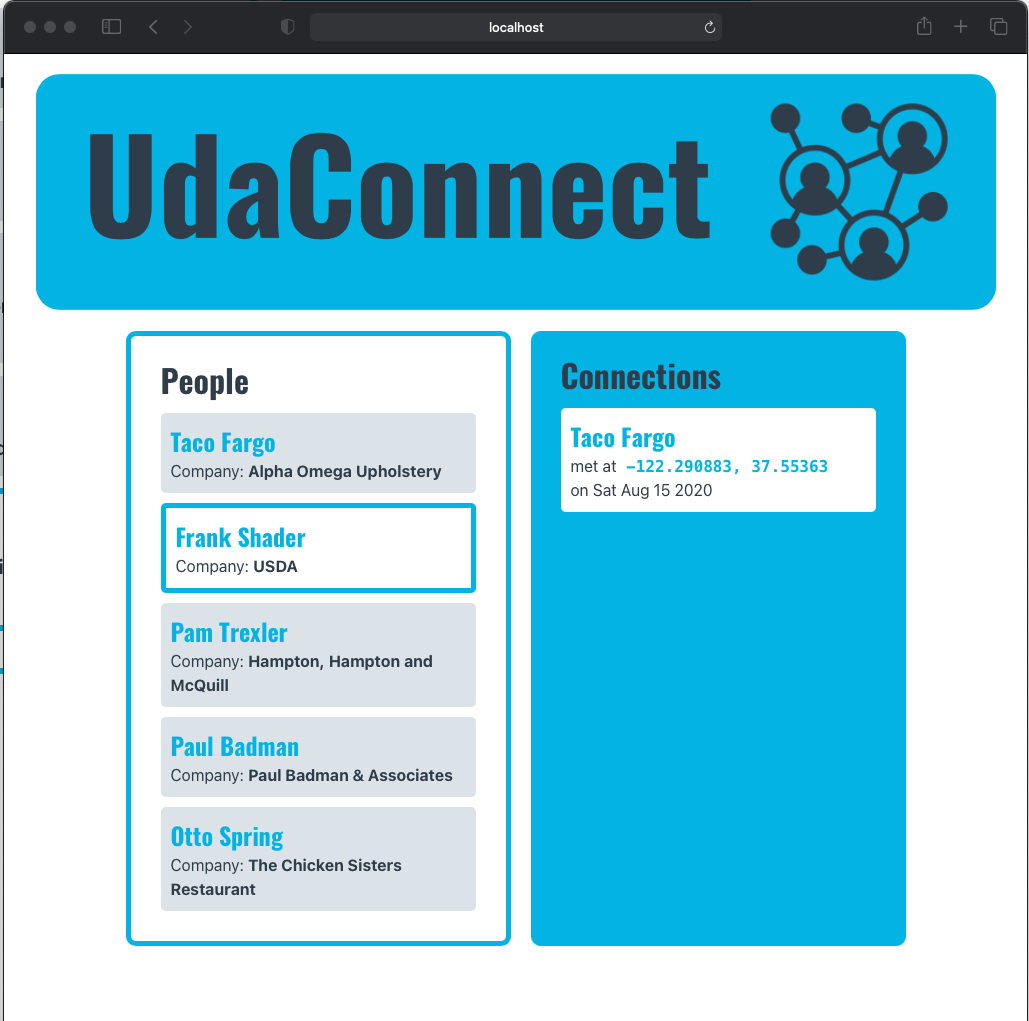 localhost
UdaConnect
People
Taco Fargo
Company: Alpha Omega Upholstery
Frank Shader
Company: USDA
Pam Trexler
Company: Hampton, Hampton and
McQuill
Paul Badman
Company: Paul Badman & Associates
Otto Spring
Company: The Chicken Sisters
Restaurant
Connections
Taco Fargo
met at -122.290883, 37.55363
on Sat Aug 15 2020